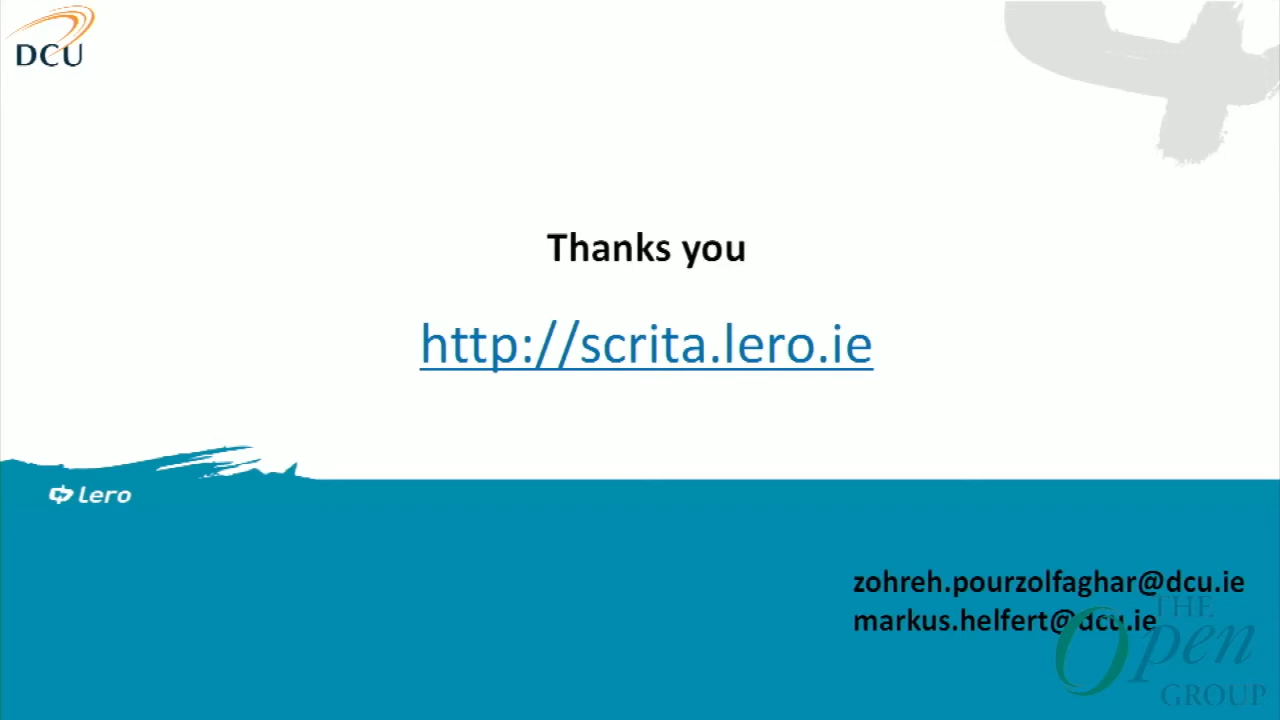 DCU
Thanks you
http://scrita.lero.ie
lero
zohreh.pourzolfaghar@dcu.ie
markus.helfert@dcu.ie
THE
Open
GROUP